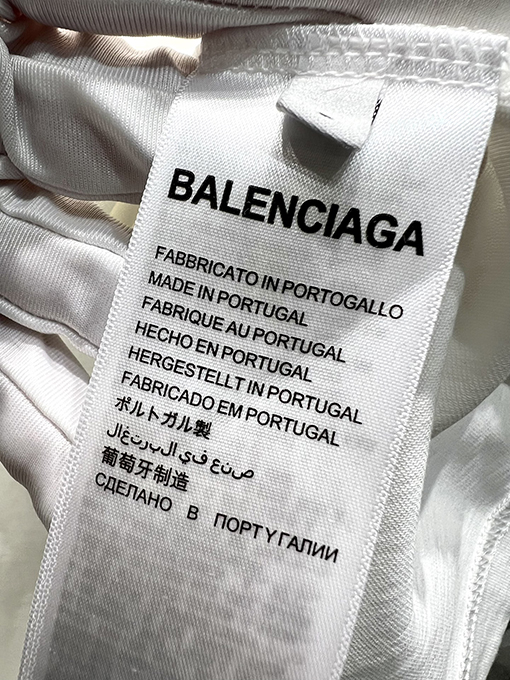 BALENCIAGA
FABBRICATO IN PORTOGALLO
MADE IN PORTUGAL
FABRIQUE AU PORTUGAL
HECHO EN PORTUGAL
HERGESTELLT IN PORTUGAL
FABRICADO EM PORTUGAL
ポルトガル製
صنع في البرتغال
葡萄牙制造
СДЕЛАНО В ПОРТУГАЛИИ